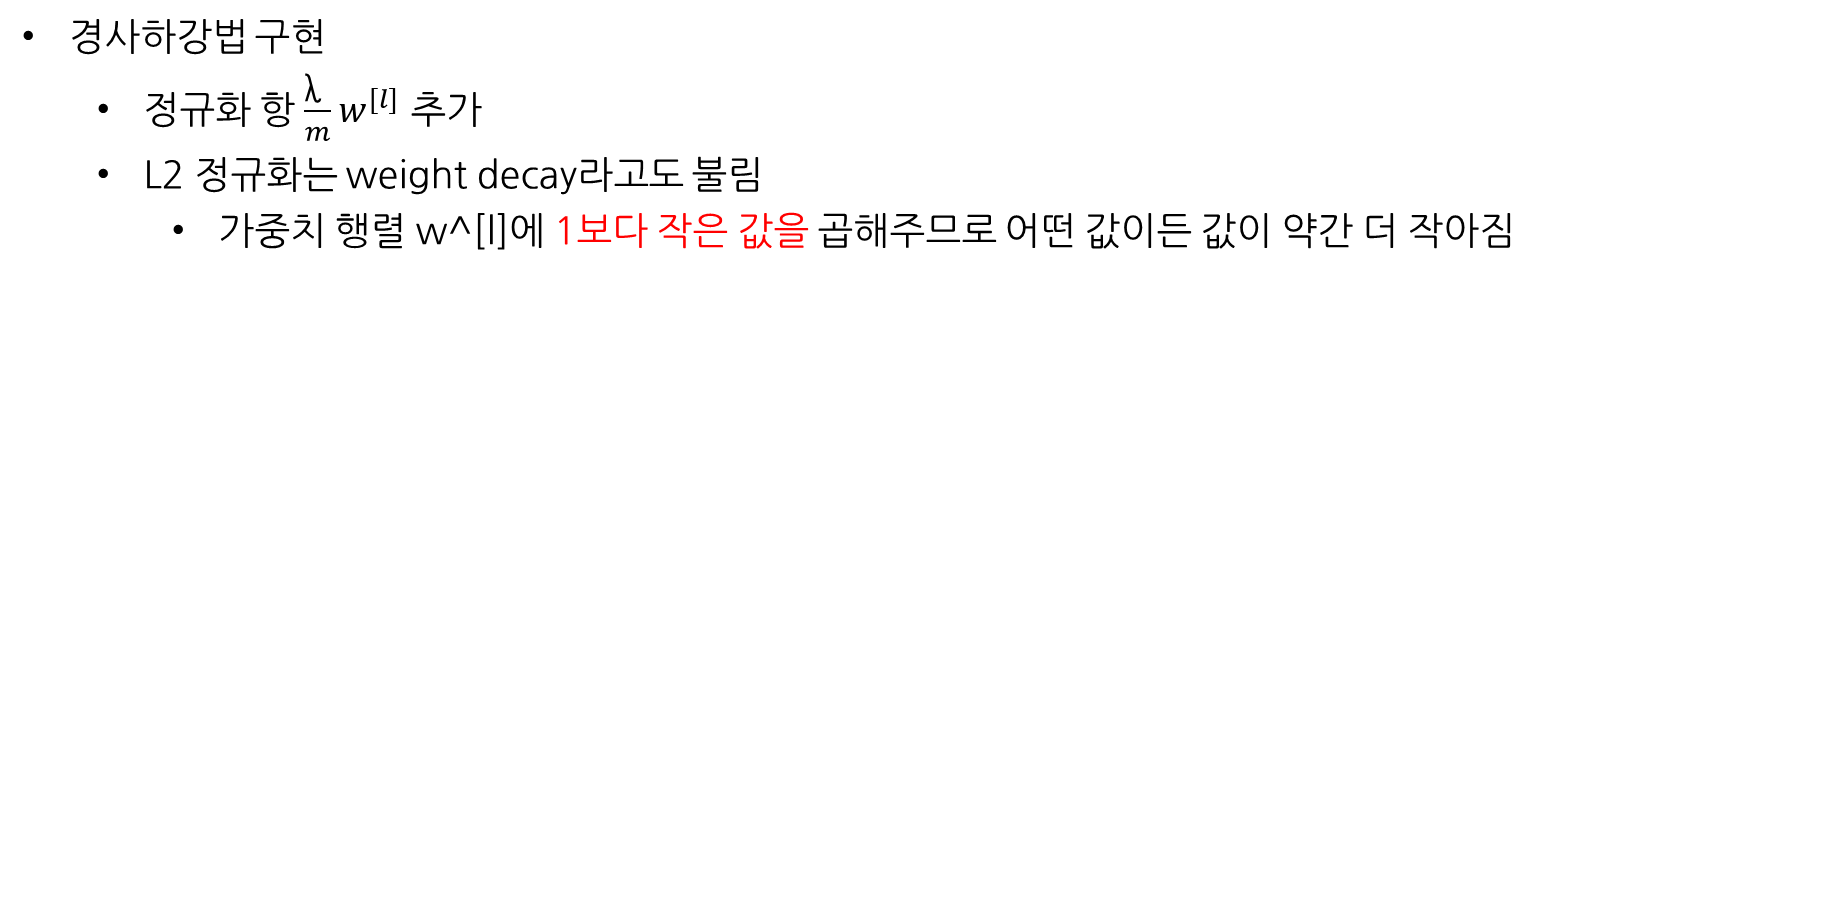 • 경사하강법 구현
• 정규화 항 λ/m w^[l] 추가
• L2 정규화는 weight decay라고도 불림
• 가중치 행렬 w^[l]에 1보다 작은 값을 곱해주므로 어떤 값이든 값이 약간 더 작아짐